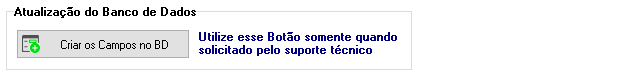 Atualização do Banco de Dados
Criar os Campos no BD
Utilize esse Botão somente quando
solicitado pelo suporte técnico